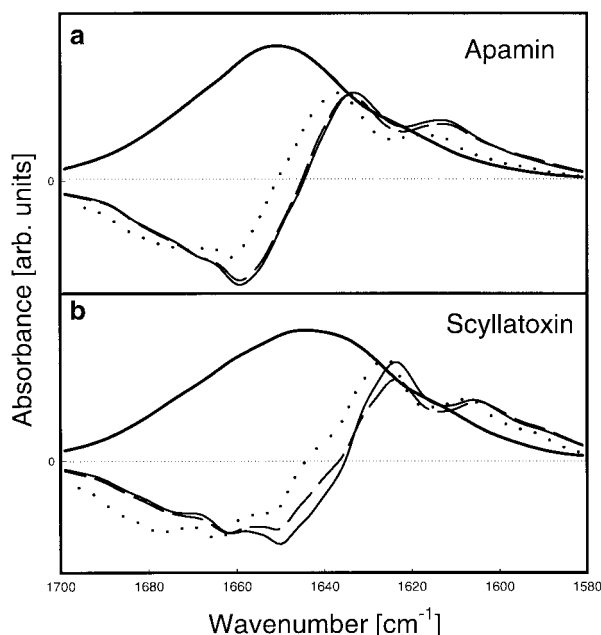 a
Apamin
0
b
Scyllatoxin
0
Absorbance [arb. units]
1700 1680 1660 1640 1620 1600 1580
Wavenumber [cm⁻¹]